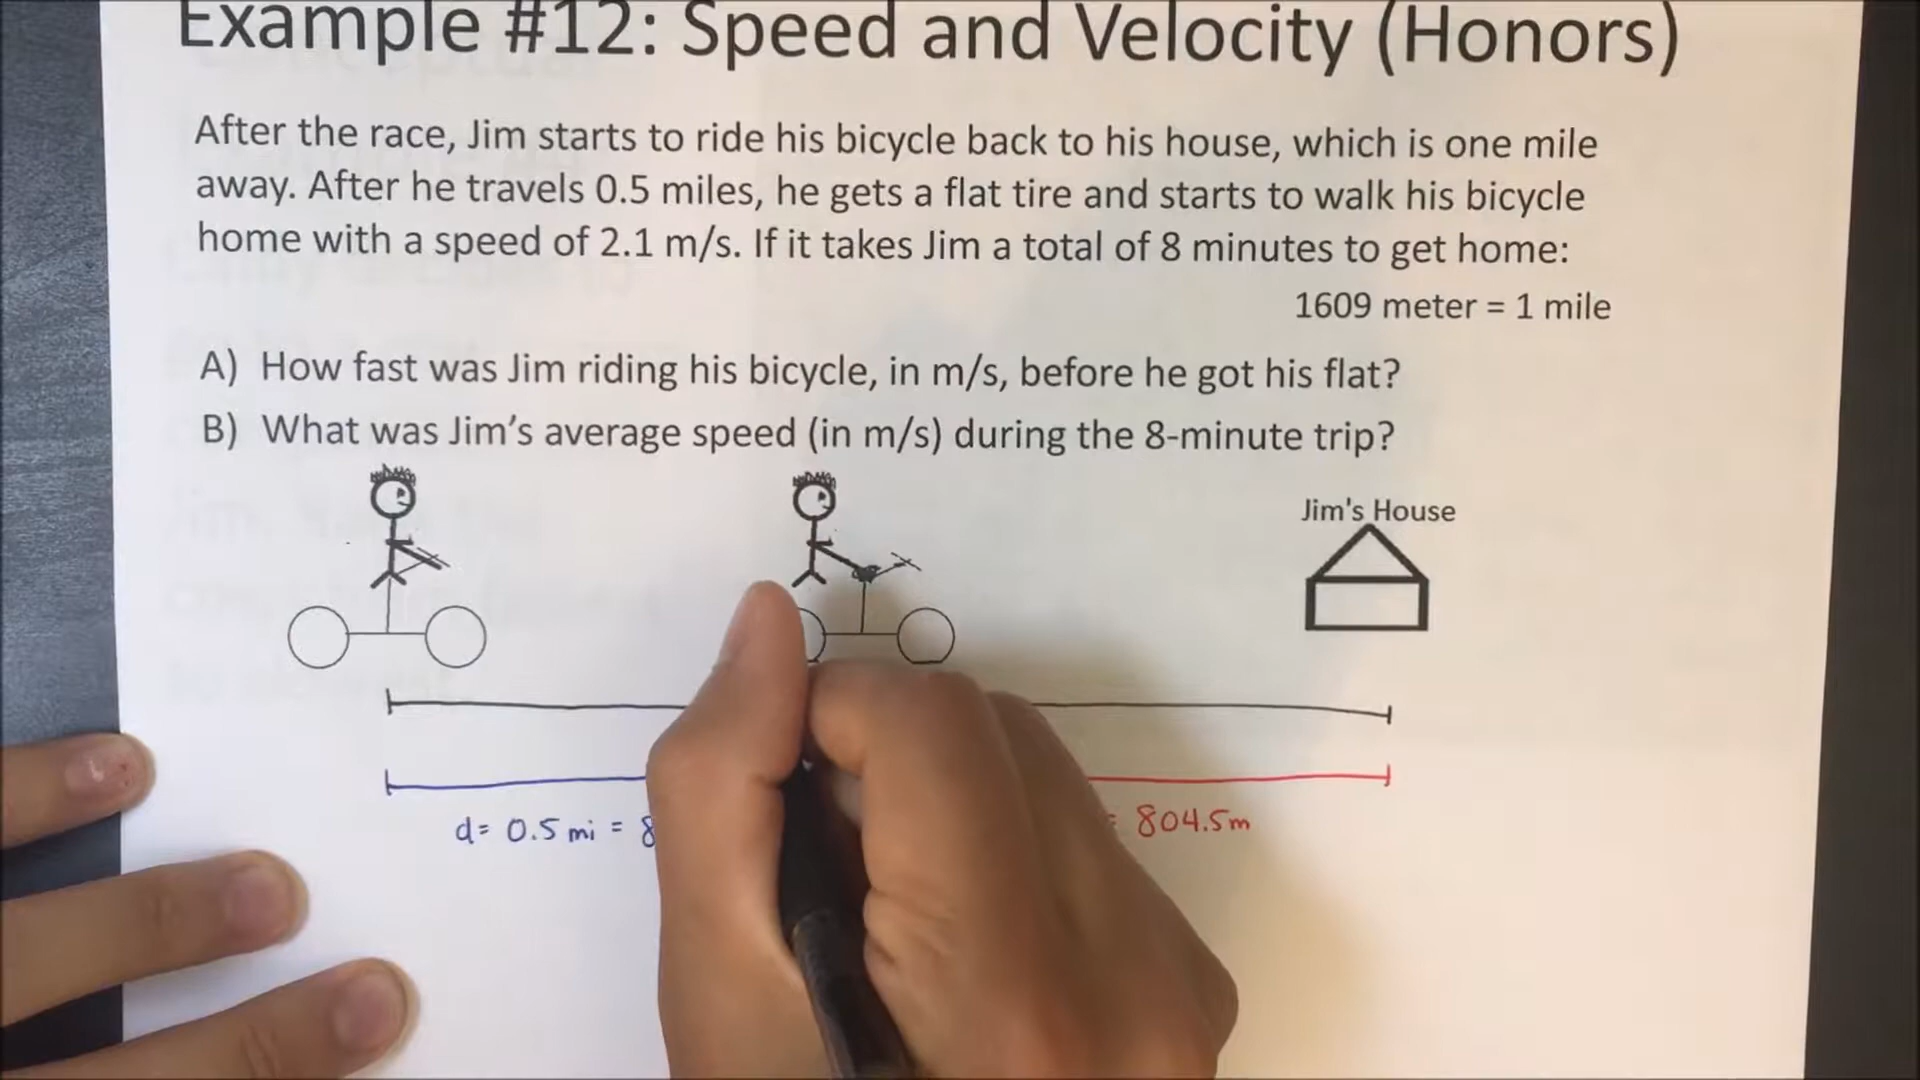 Example #12: Speed and Velocity (Honors)
After the race, Jim starts to ride his bicycle back to his house, which is one mile
away. After he travels 0.5 miles, he gets a flat tire and starts to walk his bicycle
home with a speed of 2.1 m/s. If it takes Jim a total of 8 minutes to get home:
1609 meter = 1 mile
A) How fast was Jim riding his bicycle, in m/s, before he got his flat?
B) What was Jim's average speed (in m/s) during the 8-minute trip?
Jim's House
d= 0.5 mi = 8
= 804.5m